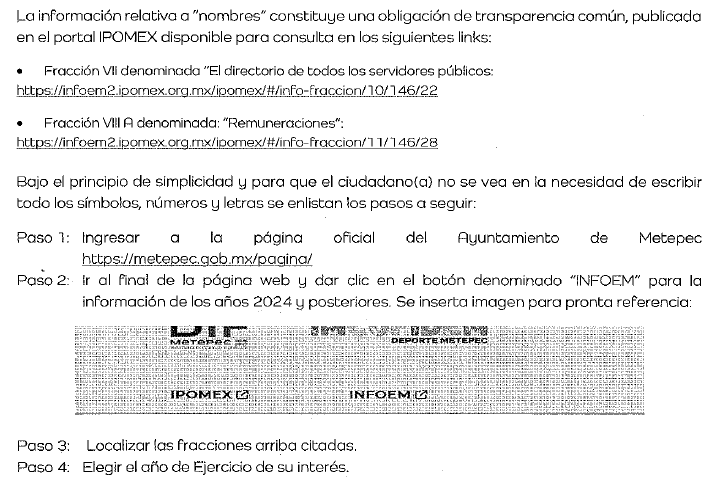 La información relativa a "nombres" constituye una obligación de transparencia común, publicada
en el portal IPOMEX disponible para consulta en los siguientes links:
• Fracción VII denominada "El directorio de todos los servidores públicos:
https://infoem2.ipomex.org.mx/ipomex/#/info-fraccion/10/146/22
• Fracción VIII A denominada: "Remuneraciones":
https://infoem2.ipomex.org.mx/ipomex/#/info-fraccion/11/146/28
Bajo el principio de simplicidad y para que el ciudadano(a) no se vea en la necesidad de escribir
todo los símbolos, números y letras se enlistan los pasos a seguir:
Paso 1: Ingresar a la página oficial del Ayuntamiento de Metepec
https://metepec.gob.mx/pagina/
Paso 2: Ir al final de la página web y dar clic en el botón denominado "INFOEM" para la
información de los años 2024 y posteriores. Se inserta imagen para pronta referencia:
DIF
METEPEC
DEPORTE METEPEC
IPOMEX INFOEM
Paso 3: Localizar las fracciones arriba citadas.
Paso 4: Elegir el año de Ejercicio de su interés.